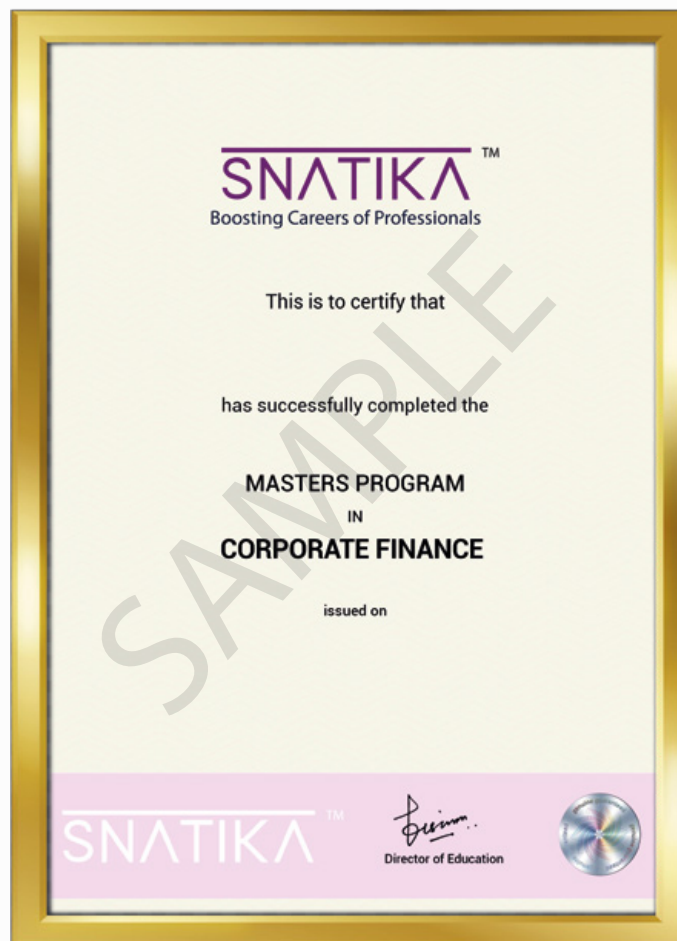 SNATIKA™
Boosting Careers of Professionals
This is to certify that
has successfully completed the
MASTERS PROGRAM
IN
CORPORATE FINANCE
issued on
SAMPLE
SNATIKA™
Director of Education